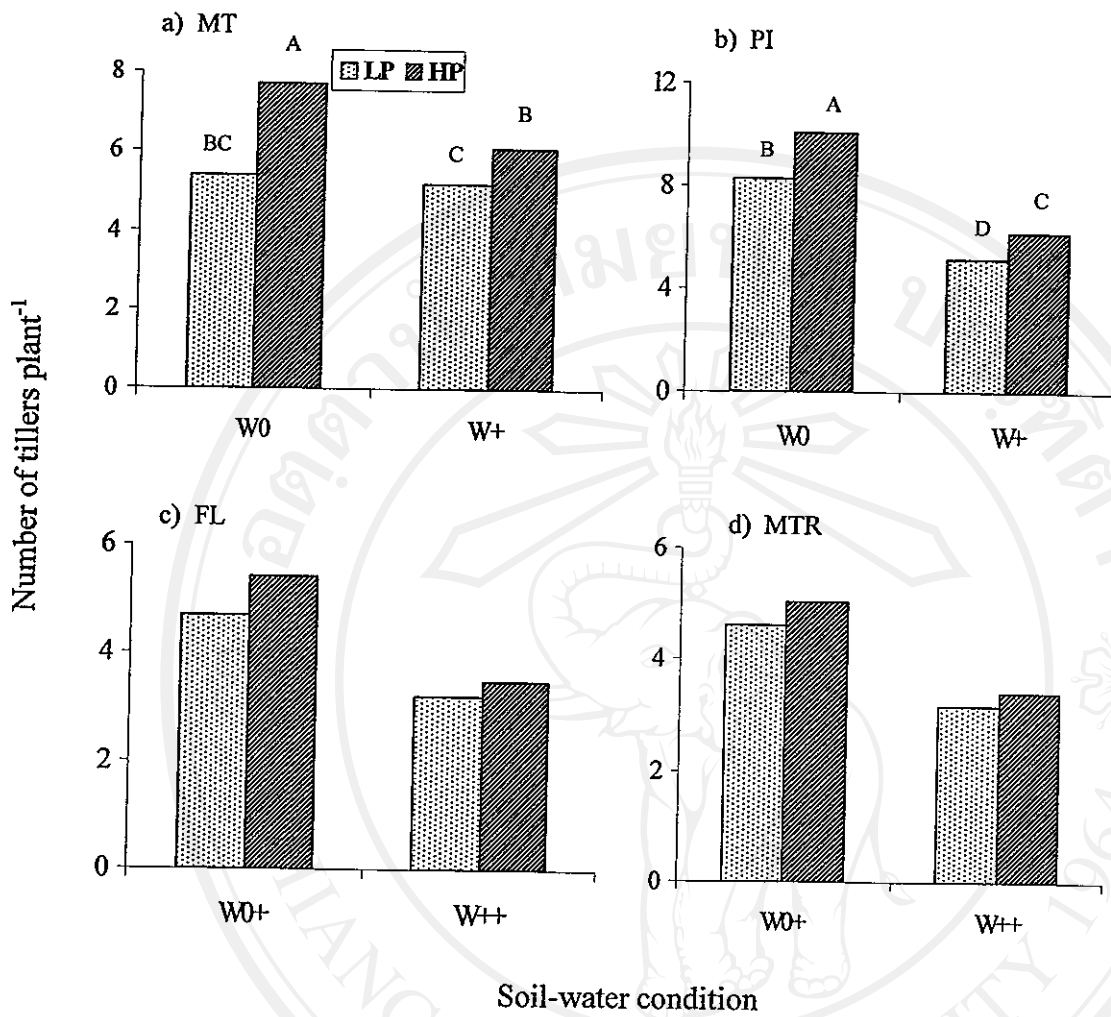 a) MT
A
LP HP
8
BC
B
6
C
4
2
0
W0
W+
b) PI
12
A
B
8
C
D
4
0
W0
W+
Number of tillers plant-1
c) FL
6
4
2
0
W0+
W++
d) MTR
6
4
2
0
W0+
W++
Soil-water condition
1964